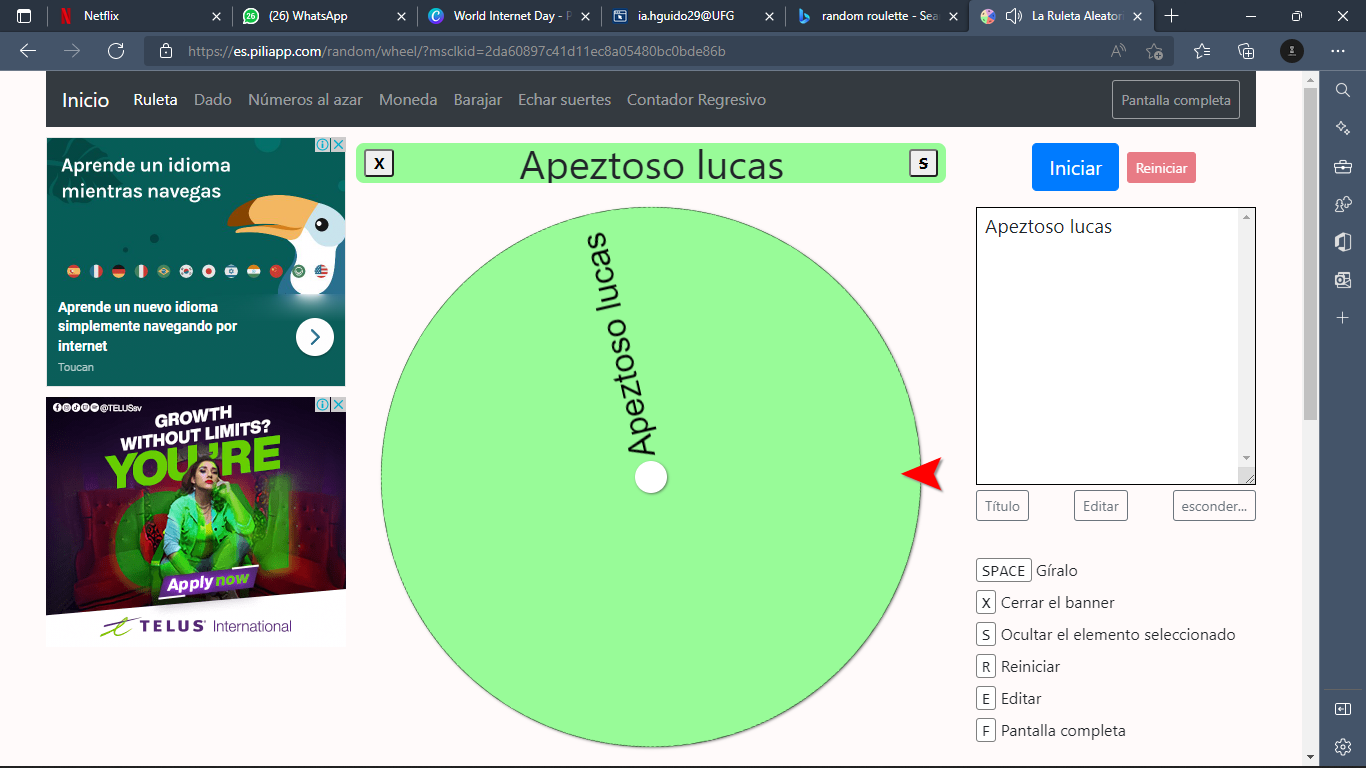 Netflix
(26) WhatsApp
World Internet Day - P
ia.hguido29@UFG
random roulette - Sea
La Ruleta Aleator
https://es.piliapp.com/random/wheel/?msclkid=2da60897c41d11ec8a05480bc0bde86b
Inicio Ruleta Dado Números al azar Moneda Barajar Echar suertes Contador Regresivo Pantalla completa
Aprende un idioma
mientras navegas
Aprende un nuevo idioma
simplemente navegando por
internet
Toucan
@TELUSsv
GROWTH
WITHOUT LIMITS?
YOU'RE
Apply now
TELUS International
X Apeztoso lucas S
Apeztoso lucas
Iniciar Reiniciar
Apeztoso lucas
Título Editar esconder...
SPACE Gíralo
X Cerrar el banner
S Ocultar el elemento seleccionado
R Reiniciar
E Editar
F Pantalla completa